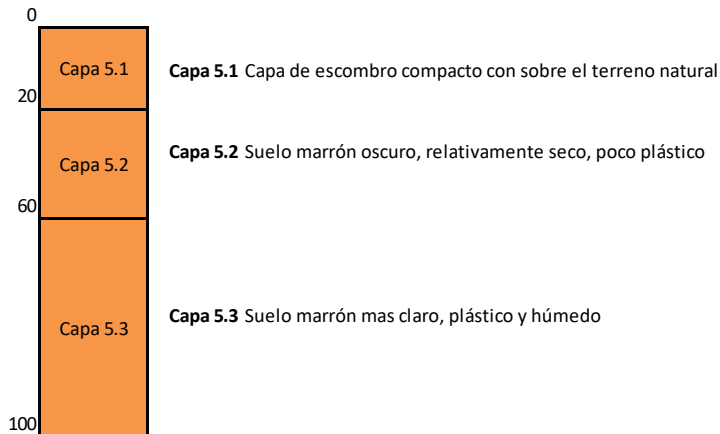 0
Capa 5.1
Capa 5.1 Capa de escombro compacto con sobre el terreno natural
20
Capa 5.2
Capa 5.2 Suelo marrón oscuro, relativamente seco, poco plástico
60
Capa 5.3
Capa 5.3 Suelo marrón mas claro, plástico y húmedo
100